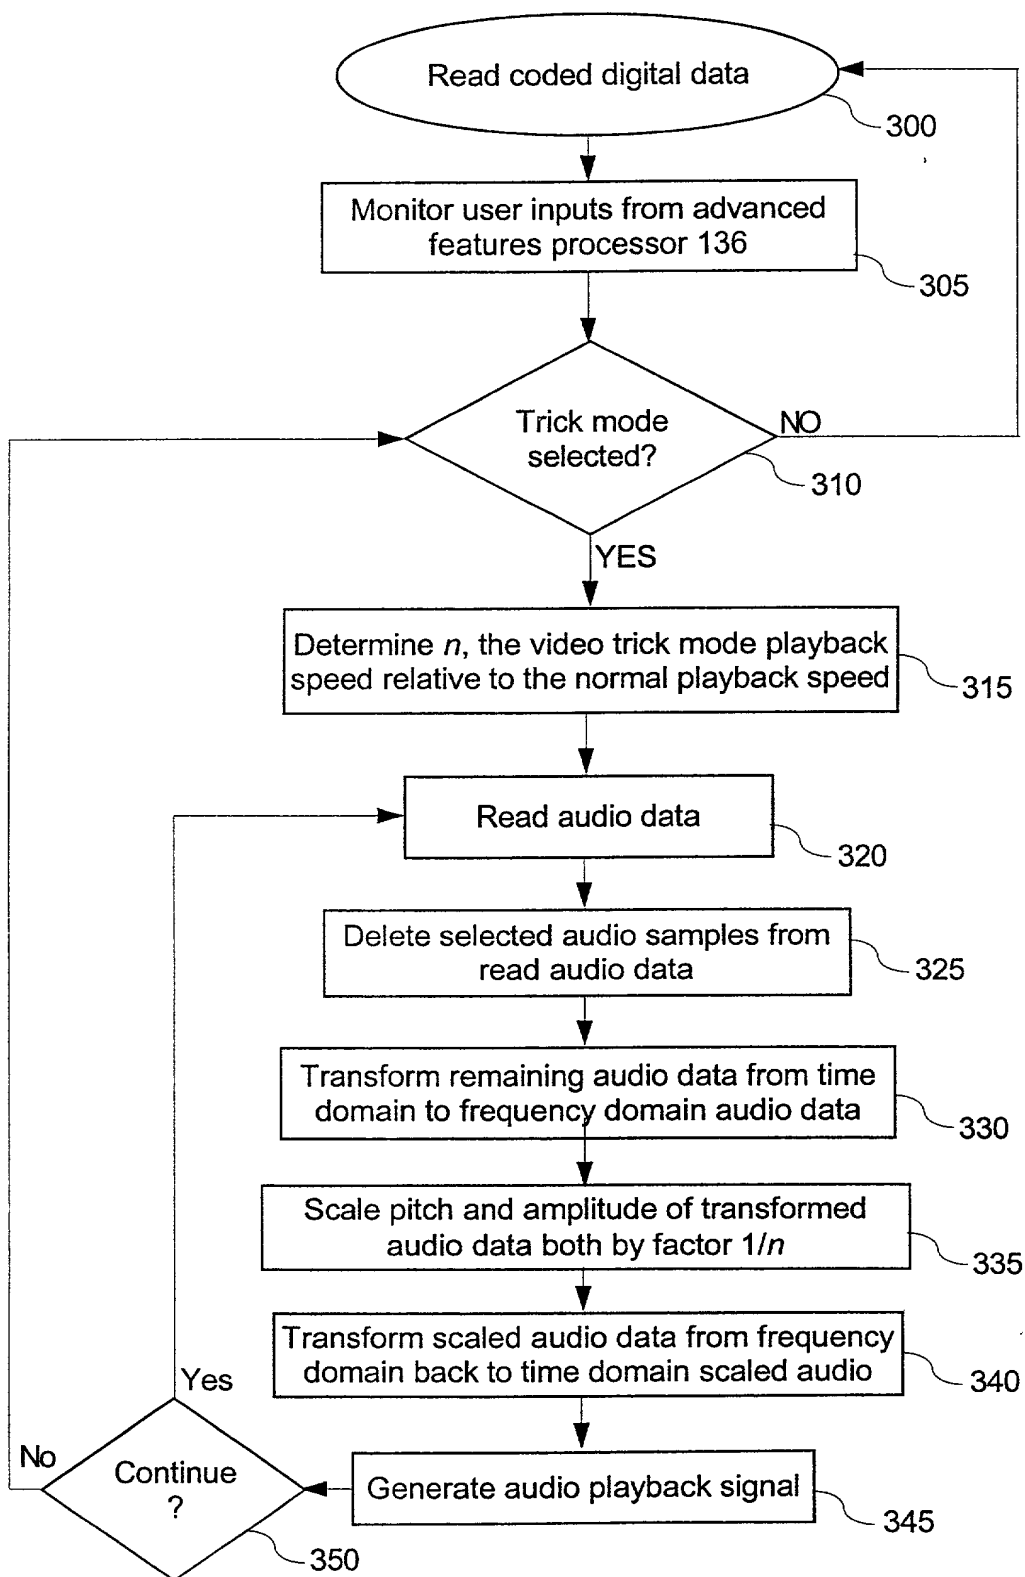 Read coded digital data
300
Monitor user inputs from advanced
features processor 136
305
Trick mode
selected?
NO
310
YES
Determine n, the video trick mode playback
speed relative to the normal playback speed
315
Read audio data
320
Delete selected audio samples from
read audio data
325
Transform remaining audio data from time
domain to frequency domain audio data
330
Scale pitch and amplitude of transformed
audio data both by factor 1/n
335
Transform scaled audio data from frequency
domain back to time domain scaled audio
340
Yes
No
Continue
?
350
Generate audio playback signal
345